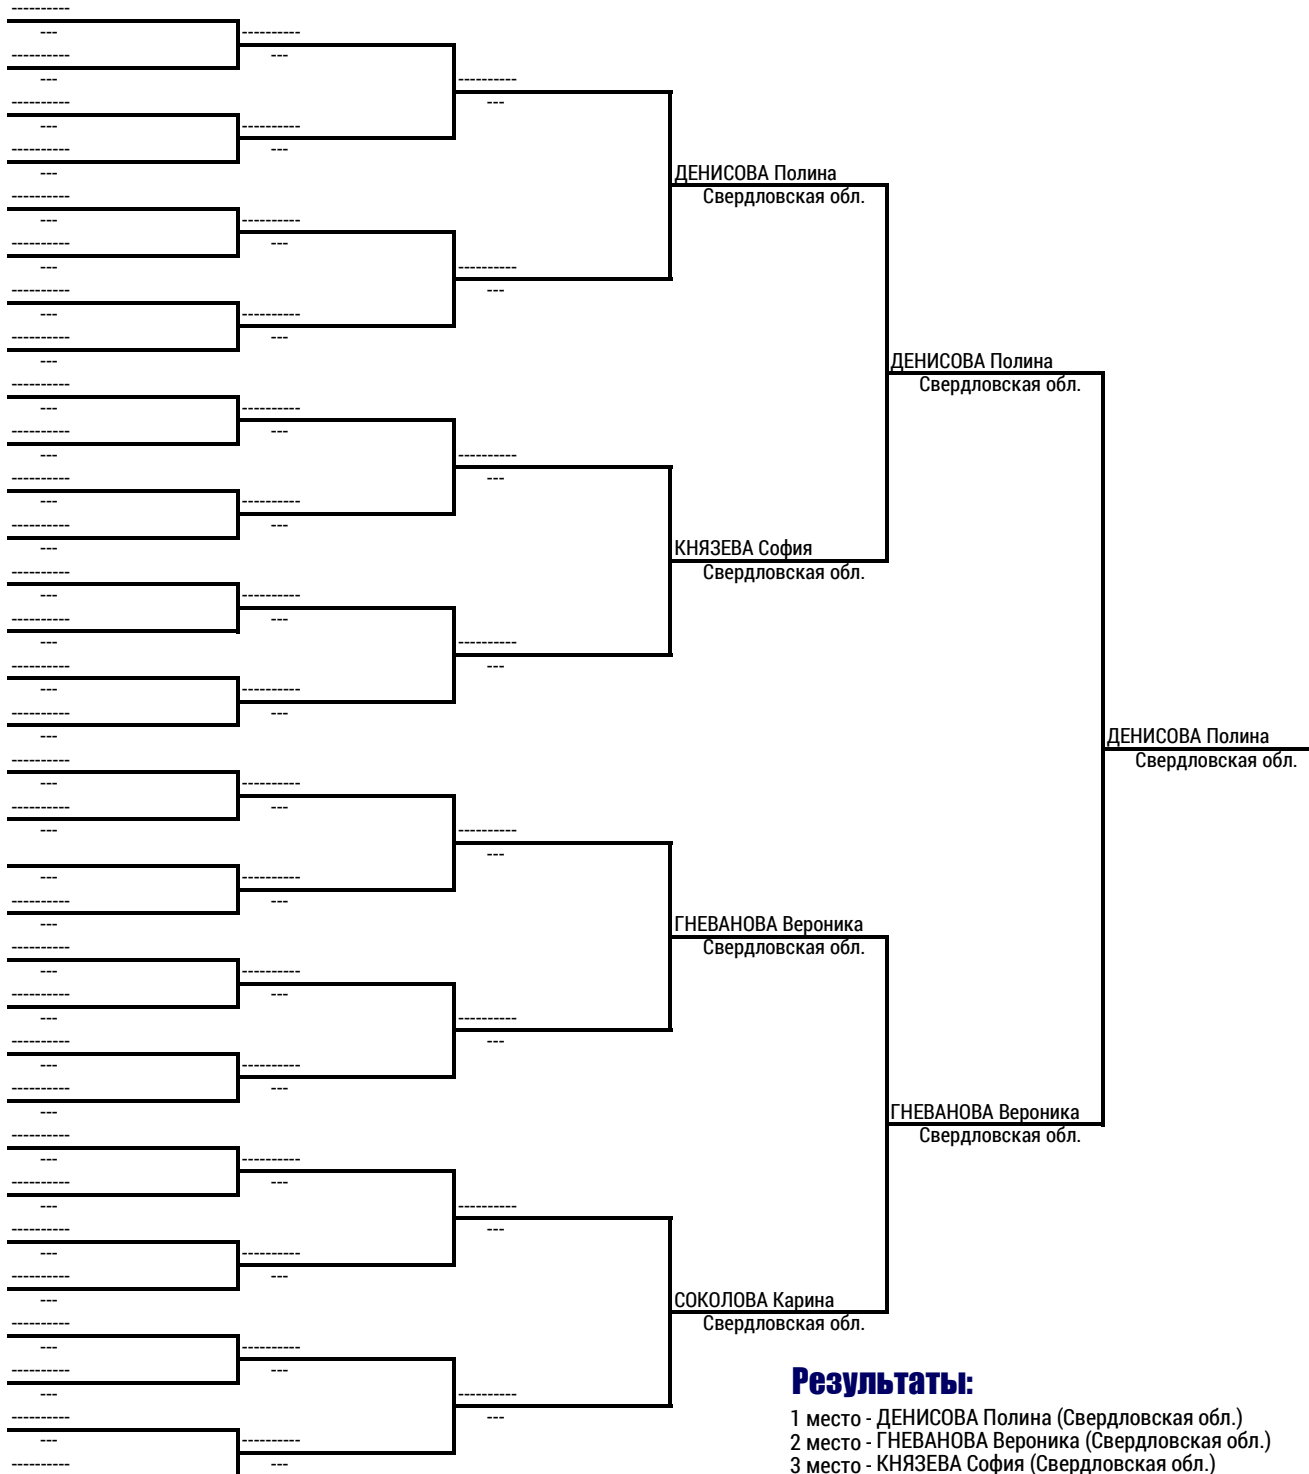 ДЕНИСОВА Полина
Свердловская обл.
ДЕНИСОВА Полина
Свердловская обл.
КНЯЗЕВА София
Свердловская обл.
ДЕНИСОВА Полина
Свердловская обл.
ГНЕВАНОВА Вероника
Свердловская обл.
ГНЕВАНОВА Вероника
Свердловская обл.
СОКОЛОВА Карина
Свердловская обл.
Результаты:
1 место - ДЕНИСОВА Полина (Свердловская обл.)
2 место - ГНЕВАНОВА Вероника (Свердловская обл.)
3 место - КНЯЗЕВА София (Свердловская обл.)